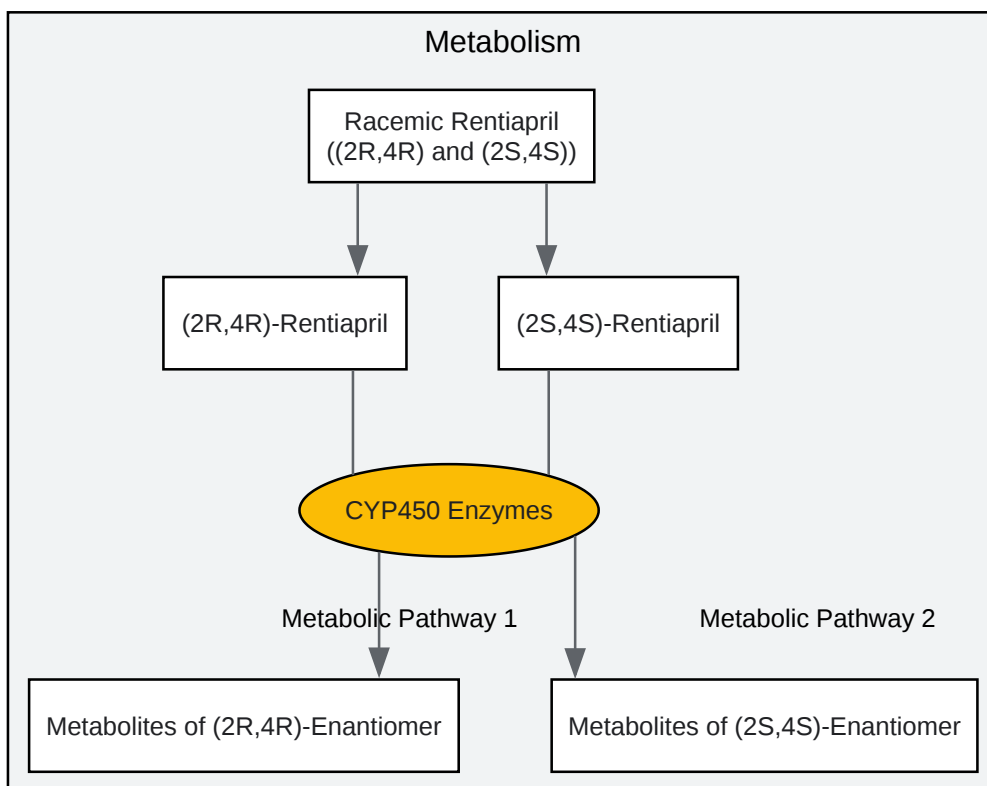 Metabolism
Racemic Rentiapril
((2R,4R) and (2S,4S))
(2R,4R)-Rentiapril
(2S,4S)-Rentiapril
CYP450 Enzymes
Metabolic Pathway 1
Metabolic Pathway 2
Metabolites of (2R,4R)-Enantiomer
Metabolites of (2S,4S)-Enantiomer